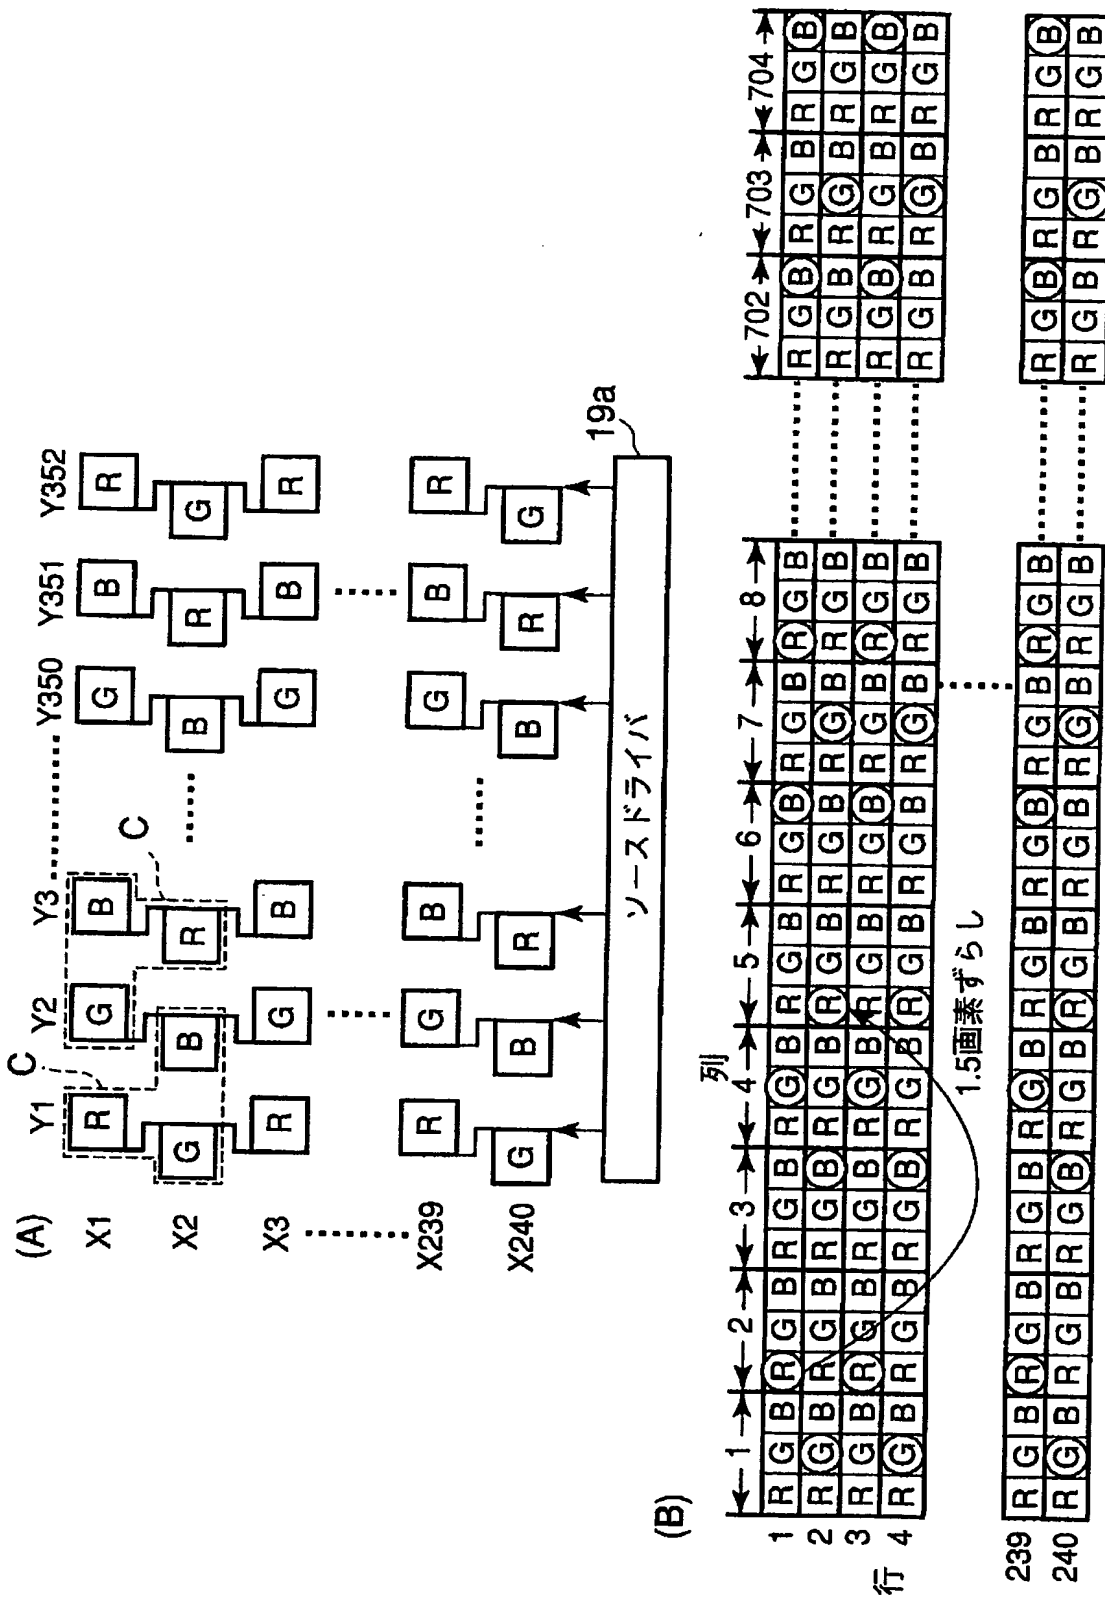 (A)
Y1 Y2 Y3 Y350 Y351 Y352
C C
X1 R G B G B R
X2 G B R B R G
X3 R G B G B R
X239 R G B G B R
X240 G B R B R G
ソースドライバ 19a
(B)
列
1 2 3 4 5 6 7 8 702 703 704
行
1 R G B R G B R G B R G B R G B R G B R G B R G B R G B R G B R G B
2 R G B R G B R G B R G B R G B R G B R G B R G B R G B R G B R G B
3 R G B R G B R G B R G B R G B R G B R G B R G B R G B R G B R G B
4 R G B R G B R G B R G B R G B R G B R G B R G B R G B R G B R G B
1.5画素ずらし
239 R G B R G B R G B R G B R G B R G B R G B R G B R G B R G B R G B
240 R G B R G B R G B R G B R G B R G B R G B R G B R G B R G B R G B